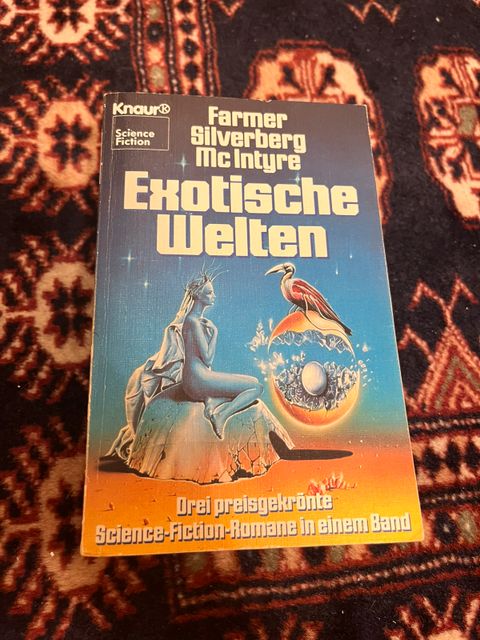 Knaur®
Science
Fiction
Farmer
Silverberg
Mc Intyre
Exotische
Welten
Drei preisgekrönte
Science-Fiction-Romane in einem Band